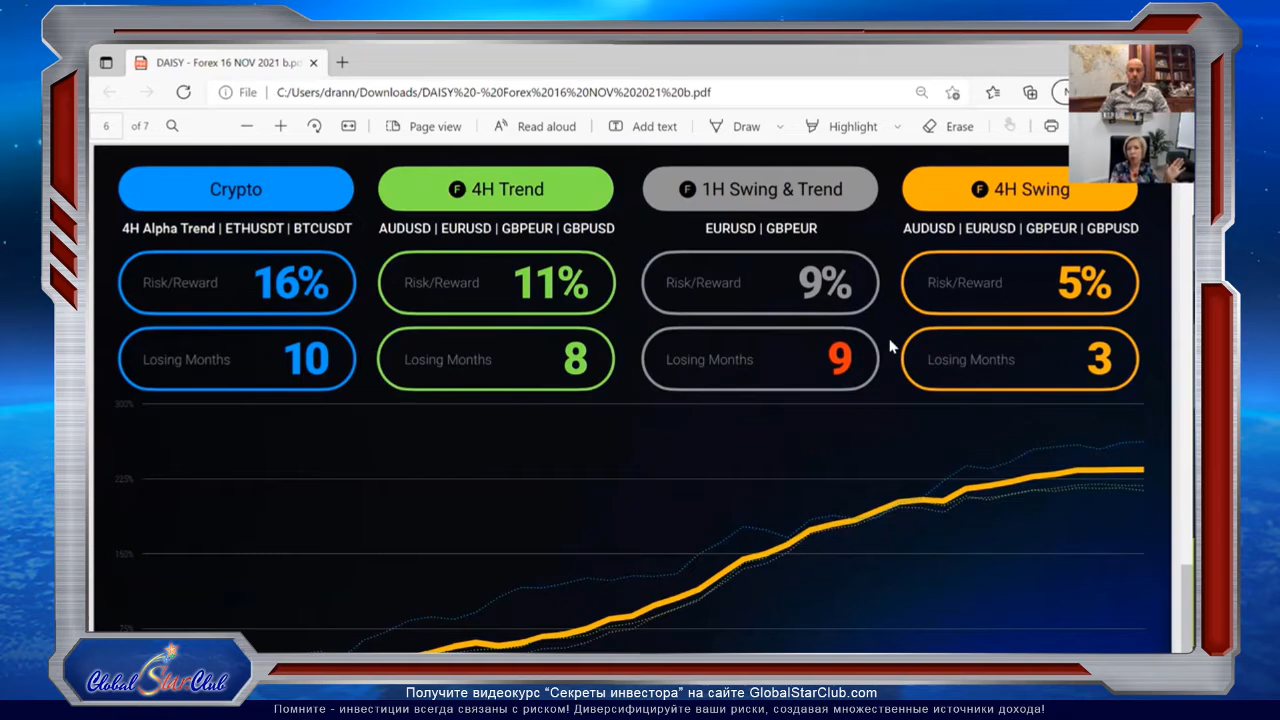 DAISY - Forex 16 NOV 2021 b.pd
File C:/Users/drann/Downloads/DAISY%20-%20Forex%2016%20NOV%202021%20b.pdf
6 of 7 Page view Read aloud Add text Draw Highlight Erase
Crypto F 4H Trend F 1H Swing & Trend F 4H Swing
4H Alpha Trend | ETHUSDT | BTCUSDT AUDUSD | EURUSD | GBPEUR | GBPUSD EURUSD | GBPEUR AUDUSD | EURUSD | GBPEUR | GBPUSD
Risk/Reward 16% Risk/Reward 11% Risk/Reward 9% Risk/Reward 5%
Losing Months 10 Losing Months 8 Losing Months 9 Losing Months 3
300%
225%
150%
75%
Global Star Club
Получите видеокурс "Секреты инвестора" на сайте GlobalStarClub.com
Помните - инвестиции всегда связаны с риском! Диверсифицируйте ваши риски, создавая множественные источники дохода!